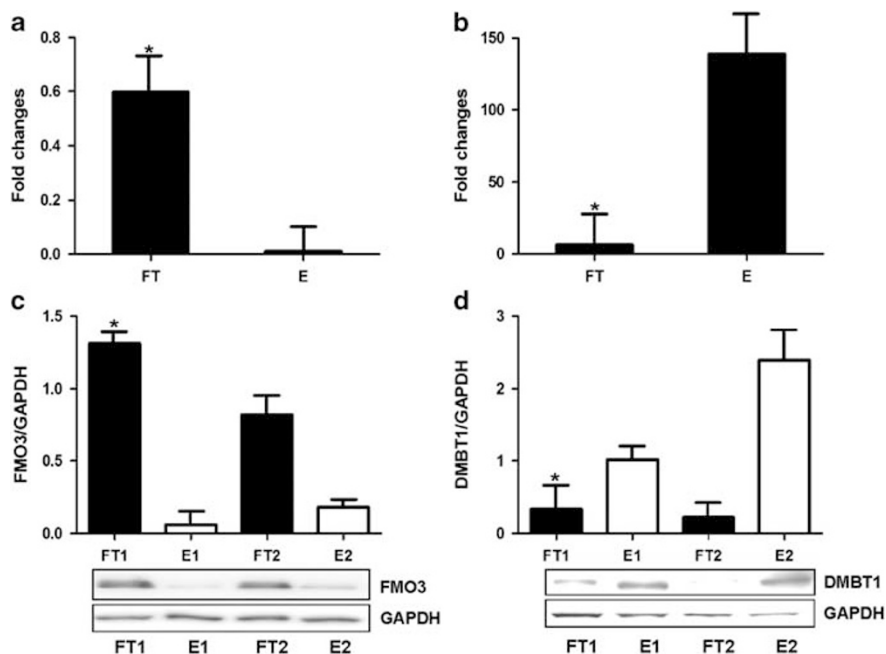 a
0.8
0.6
0.4
0.2
0.0
Fold changes
*
FT E
b
150
100
50
0
Fold changes
*
FT E
c
1.5
1.0
0.5
0.0
FMO3/GAPDH
*
FT1 E1 FT2 E2
FMO3
GAPDH
FT1 E1 FT2 E2
d
3
2
1
0
DMBT1/GAPDH
*
FT1 E1 FT2 E2
DMBT1
GAPDH
FT1 E1 FT2 E2